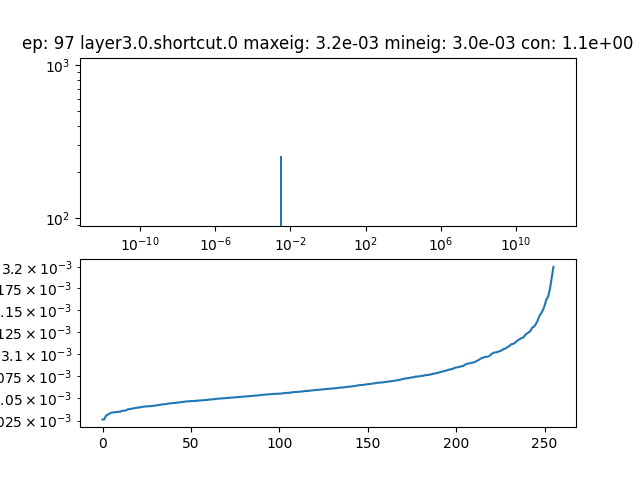 ep: 97 layer3.0.shortcut.0 maxeig: 3.2e-03 mineig: 3.0e-03 con: 1.1e+00
10³
10²
10⁻¹⁰ 10⁻⁶ 10⁻² 10² 10⁶ 10¹⁰
3.2 × 10⁻³
175 × 10⁻³
.15 × 10⁻³
125 × 10⁻³
3.1 × 10⁻³
075 × 10⁻³
.05 × 10⁻³
025 × 10⁻³
0 50 100 150 200 250